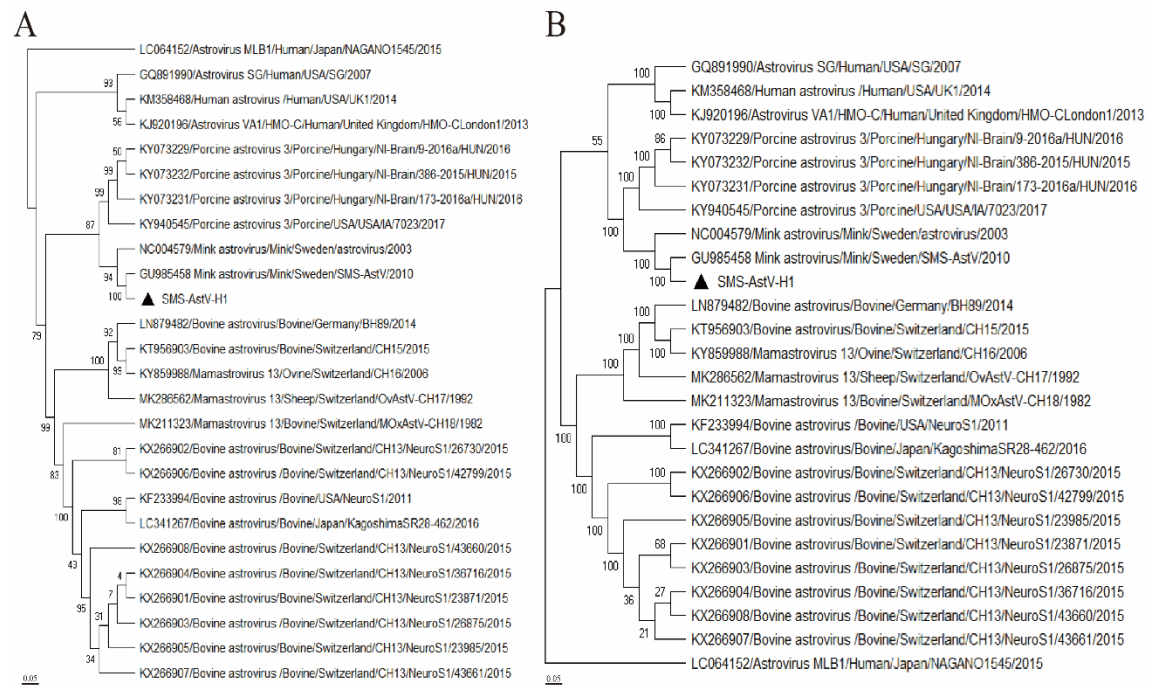 A
LC064152/Astrovirus MLB1/Human/Japan/NAGANO1545/2015
GQ891990/Astrovirus SG/Human/USA/SG/2007
93
KM358468/Human astrovirus /Human/USA/UK1/2014
56
KJ920196/Astrovirus VA1/HMO-C/Human/United Kingdom/HMO-CLondon1/2013
50
KY073229/Porcine astrovirus 3/Porcine/Hungary/NI-Brain/9-2016a/HUN/2016
99
KY073232/Porcine astrovirus 3/Porcine/Hungary/NI-Brain/386-2015/HUN/2015
99
KY073231/Porcine astrovirus 3/Porcine/Hungary/NI-Brain/173-2016a/HUN/2016
87
KY940545/Porcine astrovirus 3/Porcine/USA/USA/IA/7023/2017
NC004579/Mink astrovirus/Mink/Sweden/astrovirus/2003
94
GU985458 Mink astrovirus/Mink/Sweden/SMS-AstV/2010
100
▲ SMS-AstV-H1
79
92
LN879482/Bovine astrovirus/Bovine/Germany/BH89/2014
100
KT956903/Bovine astrovirus/Bovine/Switzerland/CH15/2015
99
KY859988/Mamastrovirus 13/Ovine/Switzerland/CH16/2006
MK286562/Mamastrovirus 13/Sheep/Switzerland/OvAstV-CH17/1992
99
MK211323/Mamastrovirus 13/Bovine/Switzerland/MOxAstV-CH18/1982
81
KX266902/Bovine astrovirus/Bovine/Switzerland/CH13/NeuroS1/26730/2015
83
KX266906/Bovine astrovirus /Bovine/Switzerland/CH13/NeuroS1/42799/2015
98
KF233994/Bovine astrovirus /Bovine/USA/NeuroS1/2011
100
LC341267/Bovine astrovirus/Bovine/Japan/KagoshimaSR28-462/2016
43
KX266908/Bovine astrovirus /Bovine/Switzerland/CH13/NeuroS1/43660/2015
4
KX266904/Bovine astrovirus /Bovine/Switzerland/CH13/NeuroS1/36716/2015
7
KX266901/Bovine astrovirus /Bovine/Switzerland/CH13/NeuroS1/23871/2015
95
31
KX266903/Bovine astrovirus /Bovine/Switzerland/CH13/NeuroS1/26875/2015
KX266905/Bovine astrovirus /Bovine/Switzerland/CH13/NeuroS1/23985/2015
34
KX266907/Bovine astrovirus /Bovine/Switzerland/CH13/NeuroS1/43661/2015
0.05
B
GQ891990/Astrovirus SG/Human/USA/SG/2007
100
KM358468/Human astrovirus /Human/USA/UK1/2014
100
KJ920196/Astrovirus VA1/HMO-C/Human/United Kingdom/HMO-CLondon1/2013
55
86
KY073229/Porcine astrovirus 3/Porcine/Hungary/NI-Brain/9-2016a/HUN/2016
100
KY073232/Porcine astrovirus 3/Porcine/Hungary/NI-Brain/386-2015/HUN/2015
100
KY073231/Porcine astrovirus 3/Porcine/Hungary/NI-Brain/173-2016a/HUN/2016
KY940545/Porcine astrovirus 3/Porcine/USA/USA/IA/7023/2017
100
NC004579/Mink astrovirus/Mink/Sweden/astrovirus/2003
100
GU985458 Mink astrovirus/Mink/Sweden/SMS-AstV/2010
100
▲ SMS-AstV-H1
LN879482/Bovine astrovirus/Bovine/Germany/BH89/2014
100
KT956903/Bovine astrovirus/Bovine/Switzerland/CH15/2015
100
KY859988/Mamastrovirus 13/Ovine/Switzerland/CH16/2006
100
MK286562/Mamastrovirus 13/Sheep/Switzerland/OvAstV-CH17/1992
MK211323/Mamastrovirus 13/Bovine/Switzerland/MOxAstV-CH18/1982
100
100
KF233994/Bovine astrovirus /Bovine/USA/NeuroS1/2011
LC341267/Bovine astrovirus/Bovine/Japan/KagoshimaSR28-462/2016
100
100
KX266902/Bovine astrovirus/Bovine/Switzerland/CH13/NeuroS1/26730/2015
KX266906/Bovine astrovirus /Bovine/Switzerland/CH13/NeuroS1/42799/2015
100
KX266905/Bovine astrovirus /Bovine/Switzerland/CH13/NeuroS1/23985/2015
68
KX266901/Bovine astrovirus /Bovine/Switzerland/CH13/NeuroS1/23871/2015
100
KX266903/Bovine astrovirus /Bovine/Switzerland/CH13/NeuroS1/26875/2015
27
KX266904/Bovine astrovirus /Bovine/Switzerland/CH13/NeuroS1/36716/2015
36
KX266908/Bovine astrovirus /Bovine/Switzerland/CH13/NeuroS1/43660/2015
21
KX266907/Bovine astrovirus /Bovine/Switzerland/CH13/NeuroS1/43661/2015
LC064152/Astrovirus MLB1/Human/Japan/NAGANO1545/2015
0.05